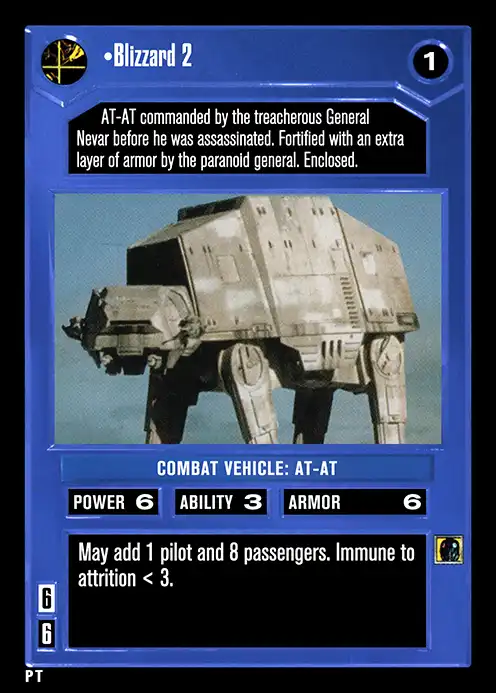 •Blizzard 2
1
AT-AT commanded by the treacherous General
Nevar before he was assassinated. Fortified with an extra
layer of armor by the paranoid general. Enclosed.
COMBAT VEHICLE: AT-AT
POWER 6 ABILITY 3 ARMOR 6
May add 1 pilot and 8 passengers. Immune to
attrition < 3.
6
6
PT